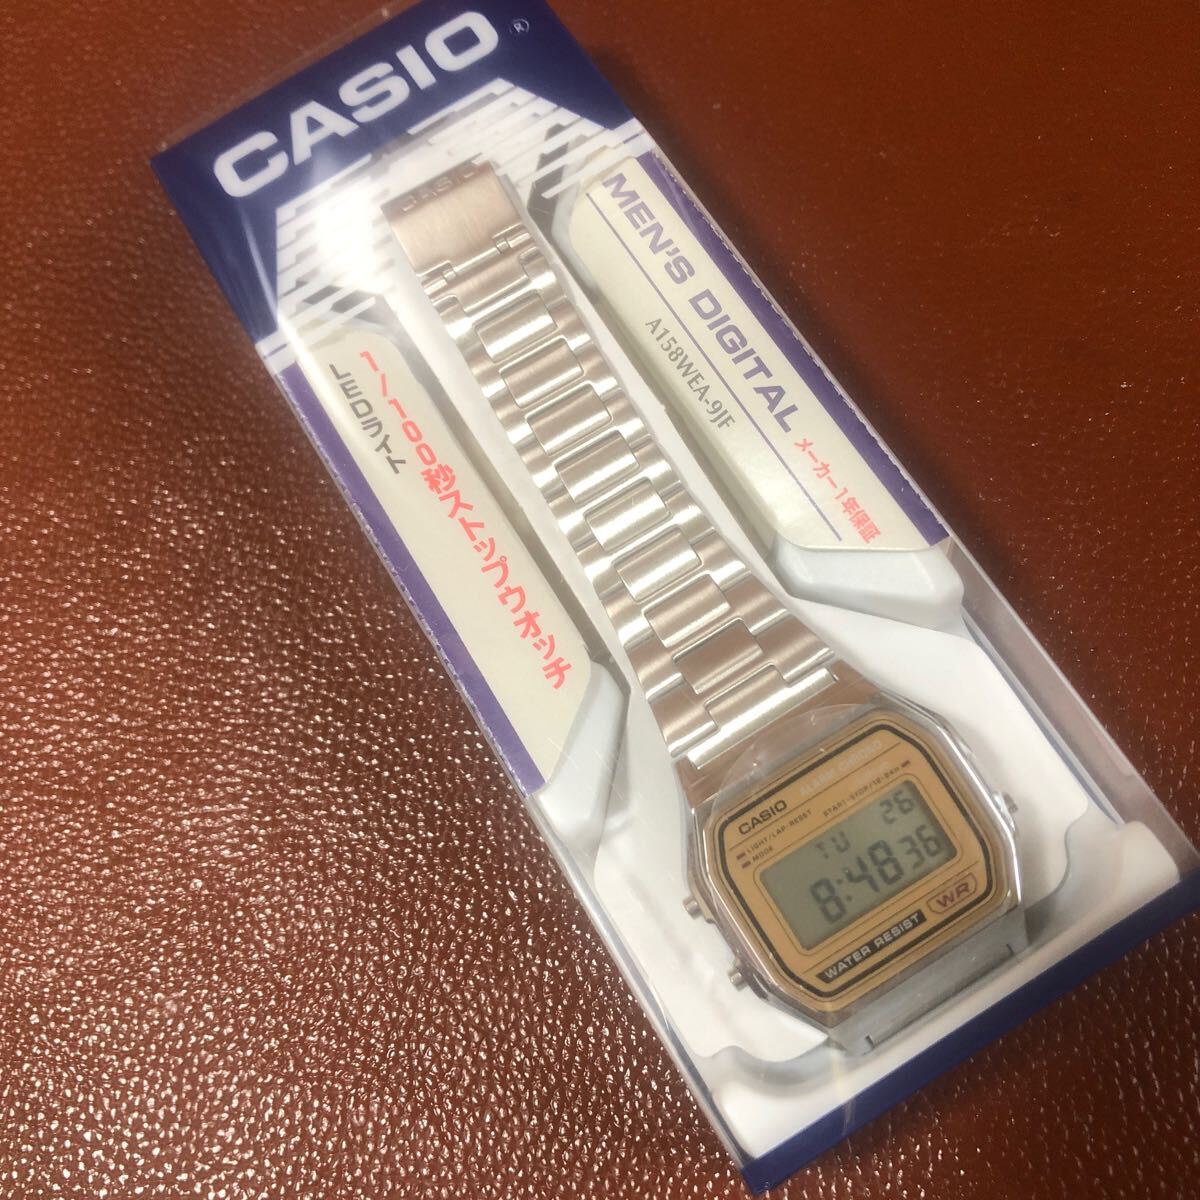 CASIO®
CASIO
MEN'S DIGITAL
A158WEA-9JF
メーカー1年保証
1/100秒ストップウオッチ
LEDライト
ALARM CHRONO
CASIO
LIGHT/LAP-RESET
START-STOP/12·24H
MODE
TU 26
8:48 36
WATER RESIST
WR